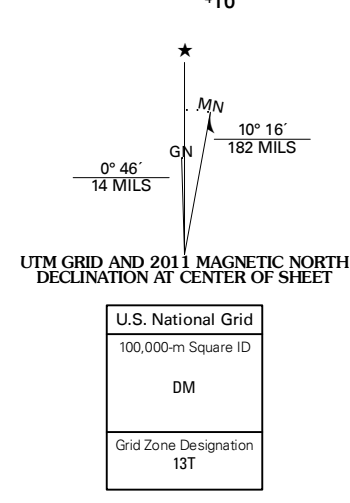 ★
MN
10° 16´
182 MILS
GN
0° 46´
14 MILS
UTM GRID AND 2011 MAGNETIC NORTH
DECLINATION AT CENTER OF SHEET
U.S. National Grid
100,000-m Square ID
DM
Grid Zone Designation
13T